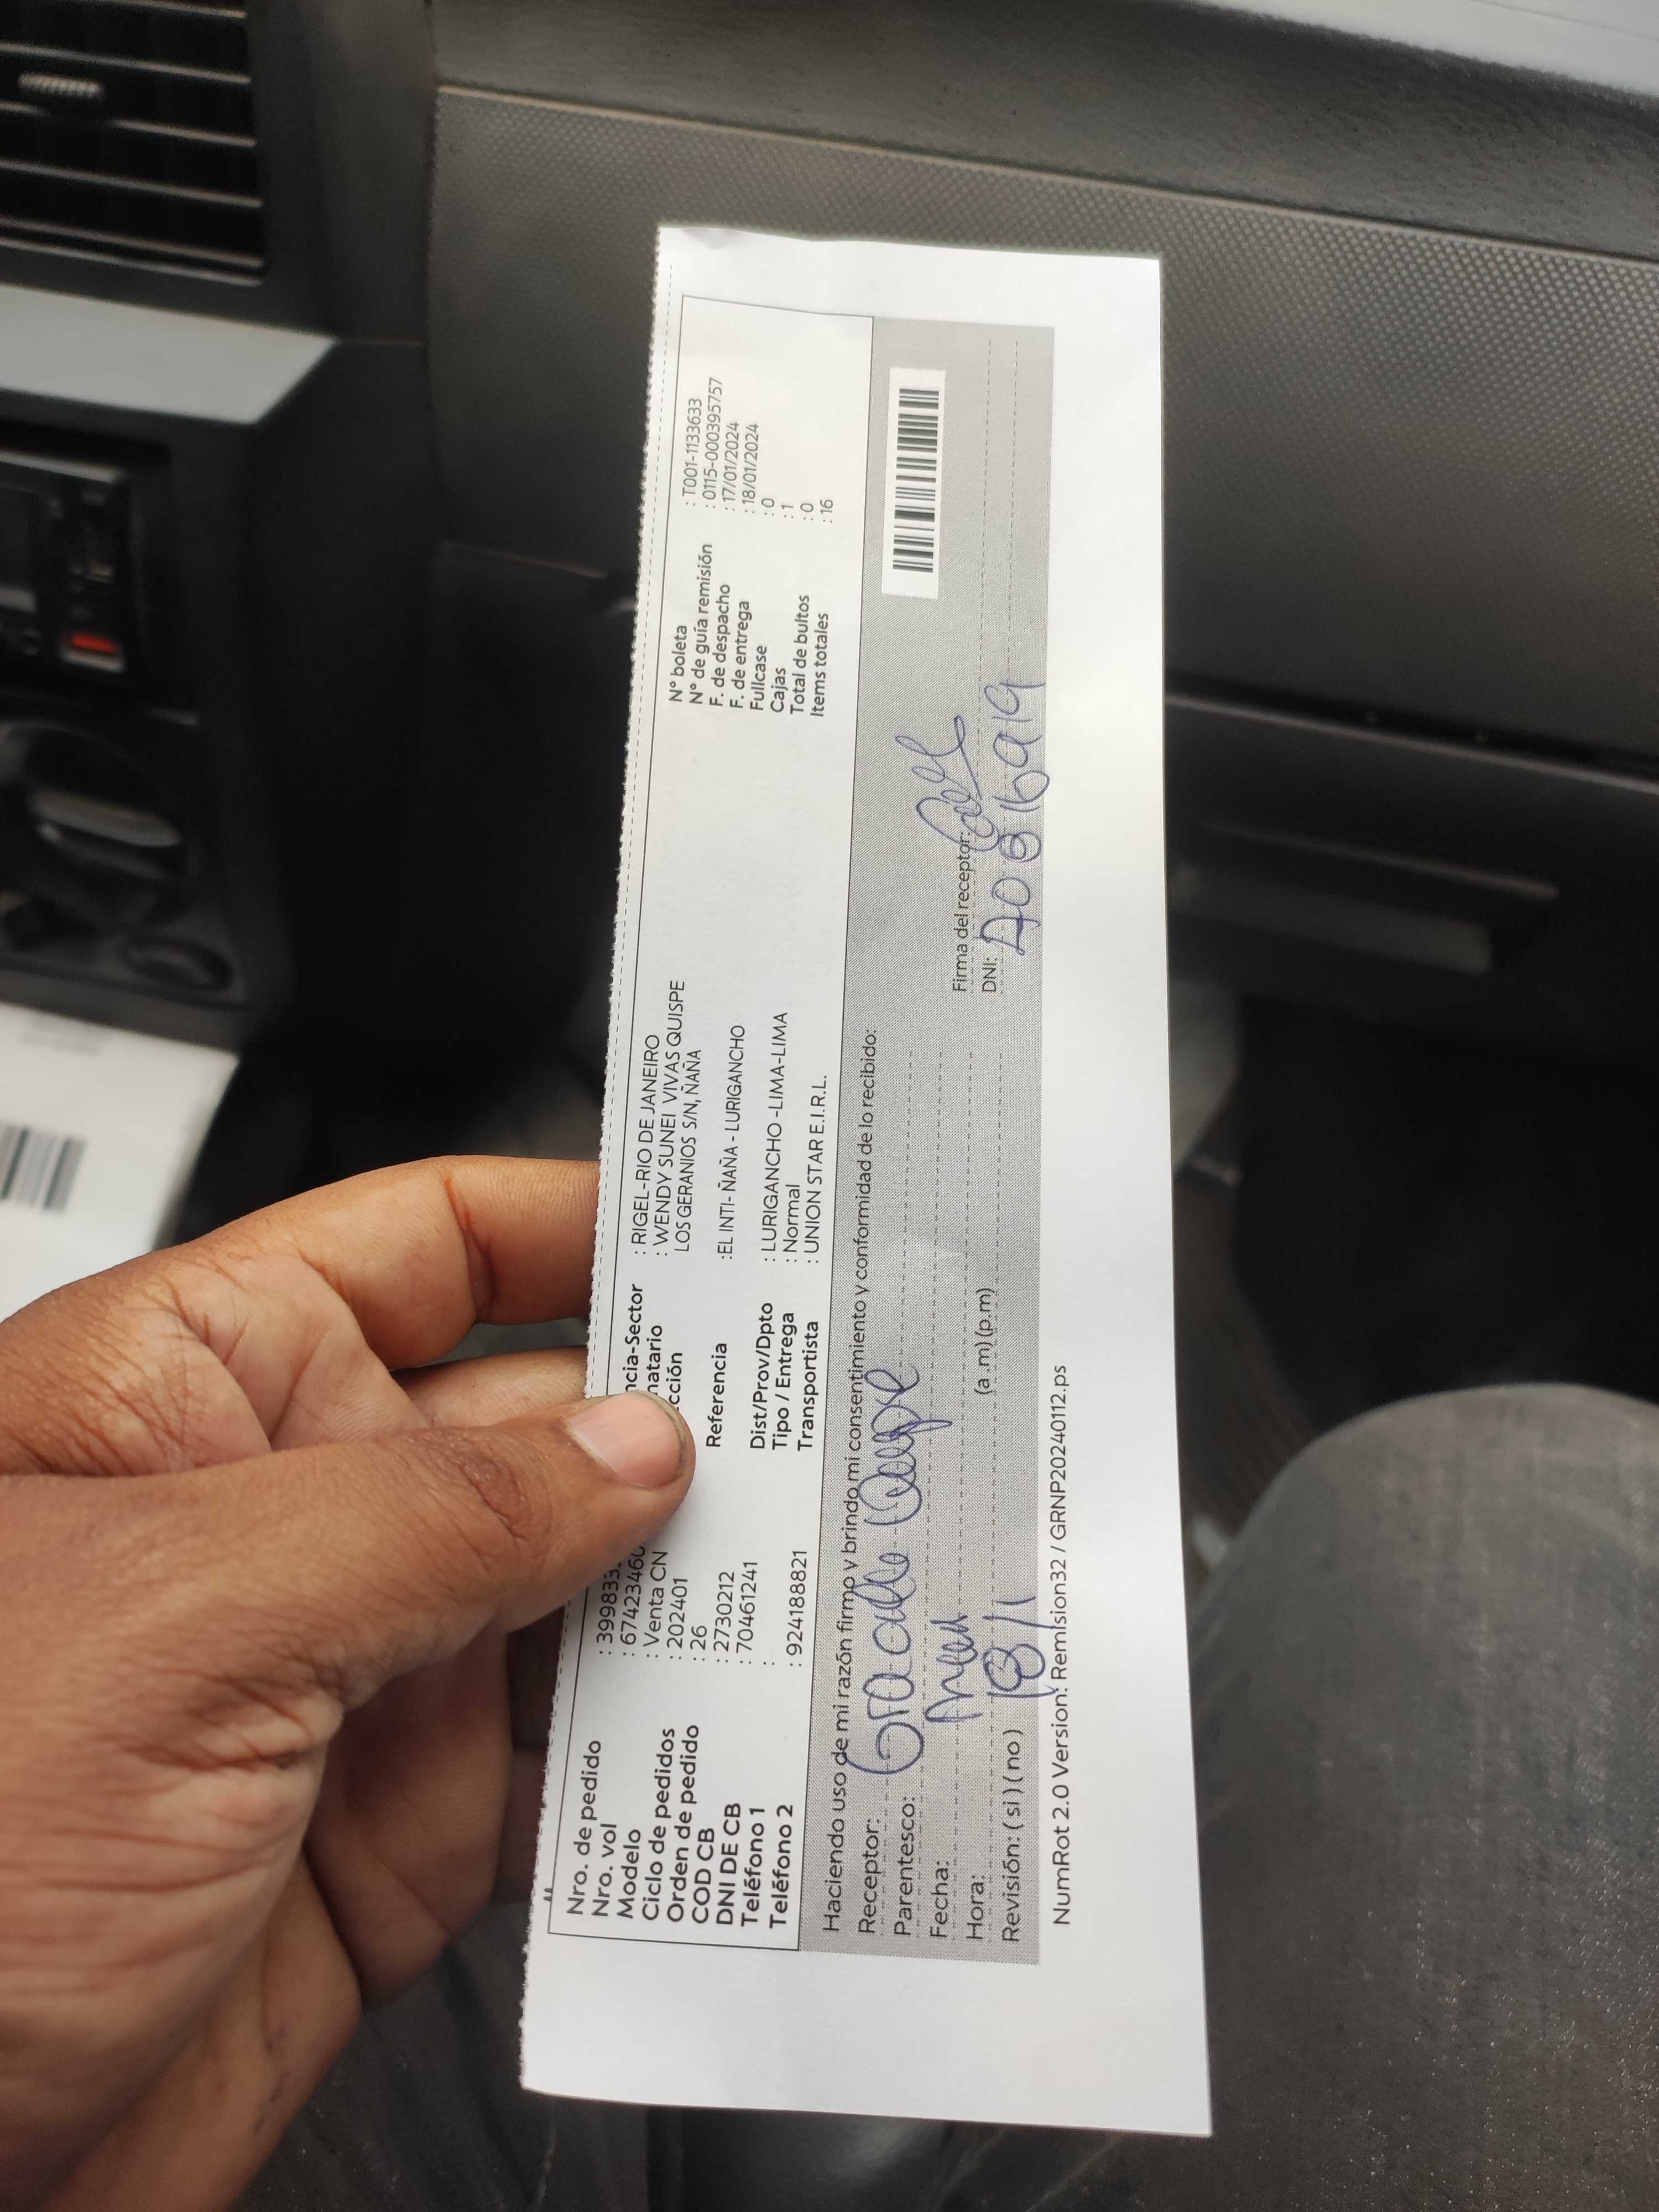 Nro. de pedido : 399833
Nro. vol : 67423460
Modelo : Venta CN
Ciclo de pedidos : 202401
Orden de pedido : 26
COD CB : 2730212
DNI DE CB : 70461241
Teléfono 1 :
Teléfono 2 : 924188821
ncia-Sector : RIGEL-RIO DE JANEIRO
natario : WENDY SUNEI VIVAS QUISPE
cción LOS GERANIOS S/N, ÑAÑA
Referencia :EL INTI- ÑAÑA - LURIGANCHO
Dist/Prov/Dpto : LURIGANCHO -LIMA-LIMA
Tipo / Entrega : Normal
Transportista : UNION STAR E.I.R.L.
N° boleta : T001-1133633
N° de guía remisión : 0115-000395757
F. de despacho : 17/01/2024
F. de entrega : 18/01/2024
Fullcase : 0
Cajas : 1
Total de bultos : 0
Items totales : 16
Haciendo uso de mi razón firmo y brindo mi consentimiento y conformidad de lo recibido:
Receptor:
Parentesco:
Fecha: 18/1
Hora: (a .m) (p.m)
Revisión: ( si ) ( no )
Firma del receptor:
DNI:
NumRot 2.0 Version: Remision32 / GRNP20240112.ps